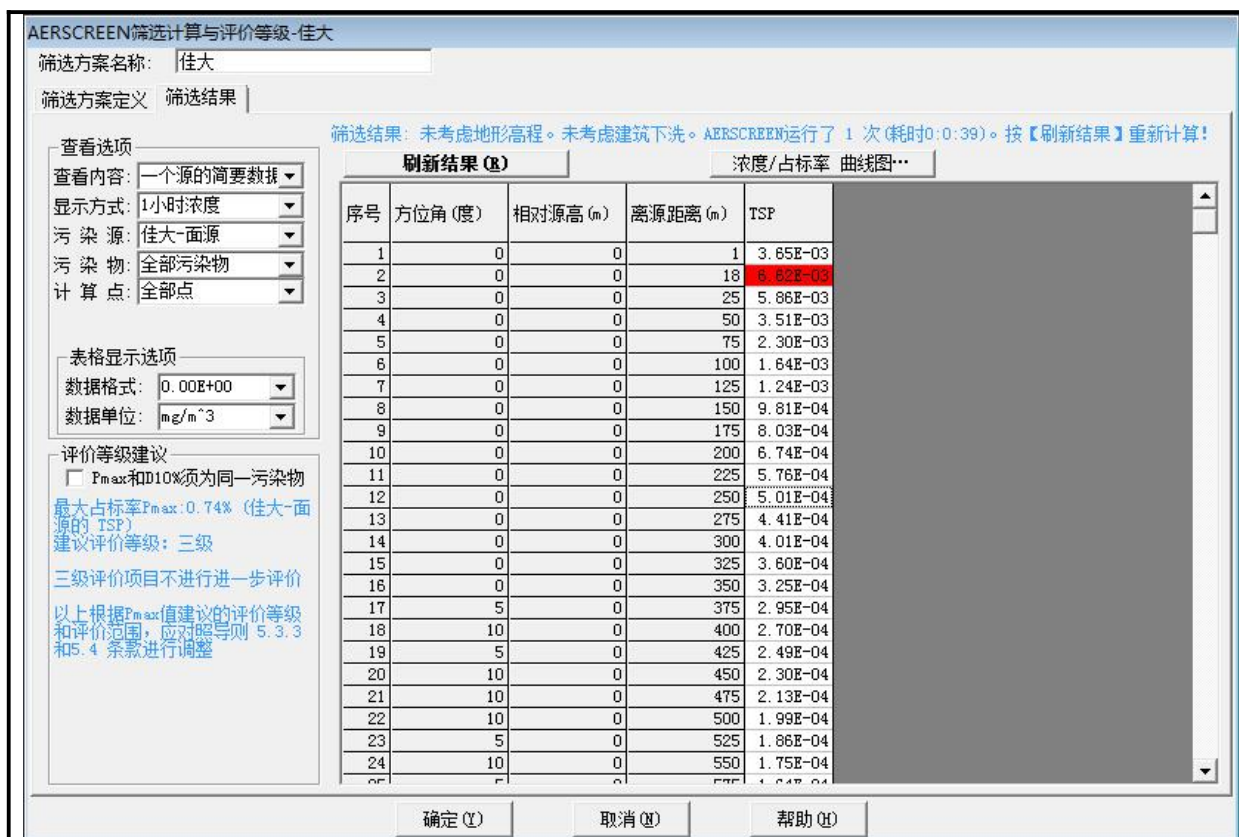 AERSCREEN筛选计算与评价等级-佳大
筛选方案名称: 佳大
筛选方案定义 筛选结果
筛选结果: 未考虑地形高程。未考虑建筑下洗。AERSCREEN运行了 1 次(耗时0:0:39)。按【刷新结果】重新计算!
查看选项
查看内容: 一个源的简要数据
显示方式: 1小时浓度
污 染 源: 佳大-面源
污 染 物: 全部污染物
计 算 点: 全部点
表格显示选项
数据格式: 0.00E+00
数据单位: mg/m^3
评价等级建议
Pmax和D10%须为同一污染物
最大占标率Pmax:0.74% (佳大-面
源的 TSP)
建议评价等级: 三级
三级评价项目不进行进一步评价
以上根据Pmax值建议的评价等级
和评价范围,应对照导则 5.3.3
和5.4 条款进行调整
刷新结果(R) 浓度/占标率 曲线图…
序号 方位角(度) 相对源高(m) 离源距离(m) TSP
1 0 0 1 3.65E-03
2 0 0 18 6.62E-03
3 0 0 25 5.86E-03
4 0 0 50 3.51E-03
5 0 0 75 2.30E-03
6 0 0 100 1.64E-03
7 0 0 125 1.24E-03
8 0 0 150 9.81E-04
9 0 0 175 8.03E-04
10 0 0 200 6.74E-04
11 0 0 225 5.76E-04
12 0 0 250 5.01E-04
13 0 0 275 4.41E-04
14 0 0 300 4.01E-04
15 0 0 325 3.60E-04
16 0 0 350 3.25E-04
17 5 0 375 2.95E-04
18 10 0 400 2.70E-04
19 5 0 425 2.49E-04
20 10 0 450 2.30E-04
21 10 0 475 2.13E-04
22 10 0 500 1.99E-04
23 5 0 525 1.86E-04
24 10 0 550 1.75E-04
确定(Y) 取消(N) 帮助(H)